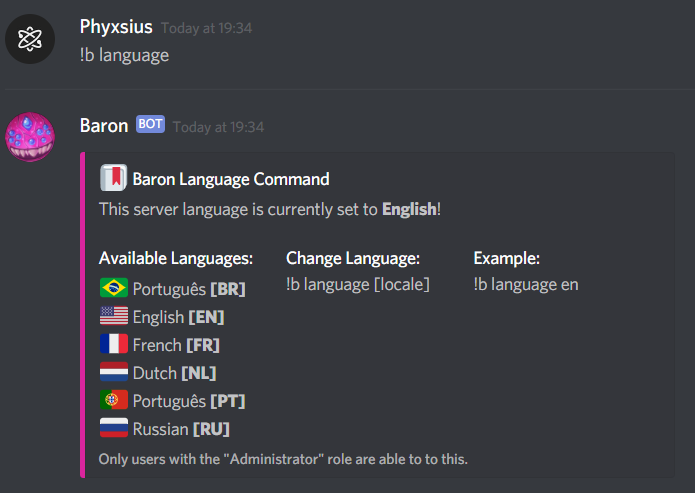 Phyxsius Today at 19:34
!b language
Baron BOT Today at 19:34
Baron Language Command
This server language is currently set to English!
Available Languages: Change Language: Example:
Português [BR] !b language [locale] !b language en
English [EN]
French [FR]
Dutch [NL]
Português [PT]
Russian [RU]
Only users with the "Administrator" role are able to to this.